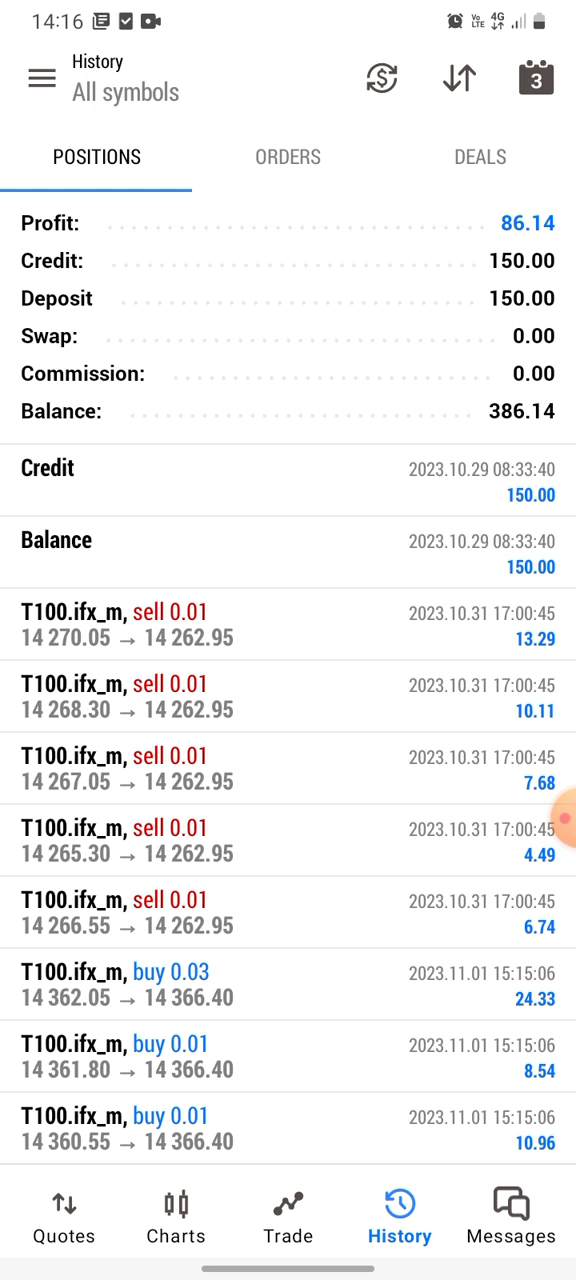 14:16 Vo LTE 4G
History
All symbols
$
3
POSITIONS ORDERS DEALS
Profit: 86.14
Credit: 150.00
Deposit 150.00
Swap: 0.00
Commission: 0.00
Balance: 386.14
Credit 2023.10.29 08:33:40
150.00
Balance 2023.10.29 08:33:40
150.00
T100.ifx_m, sell 0.01 2023.10.31 17:00:45
14 270.05 → 14 262.95 13.29
T100.ifx_m, sell 0.01 2023.10.31 17:00:45
14 268.30 → 14 262.95 10.11
T100.ifx_m, sell 0.01 2023.10.31 17:00:45
14 267.05 → 14 262.95 7.68
T100.ifx_m, sell 0.01 2023.10.31 17:00:45
14 265.30 → 14 262.95 4.49
T100.ifx_m, sell 0.01 2023.10.31 17:00:45
14 266.55 → 14 262.95 6.74
T100.ifx_m, buy 0.03 2023.11.01 15:15:06
14 362.05 → 14 366.40 24.33
T100.ifx_m, buy 0.01 2023.11.01 15:15:06
14 361.80 → 14 366.40 8.54
T100.ifx_m, buy 0.01 2023.11.01 15:15:06
14 360.55 → 14 366.40 10.96
Quotes Charts Trade History Messages